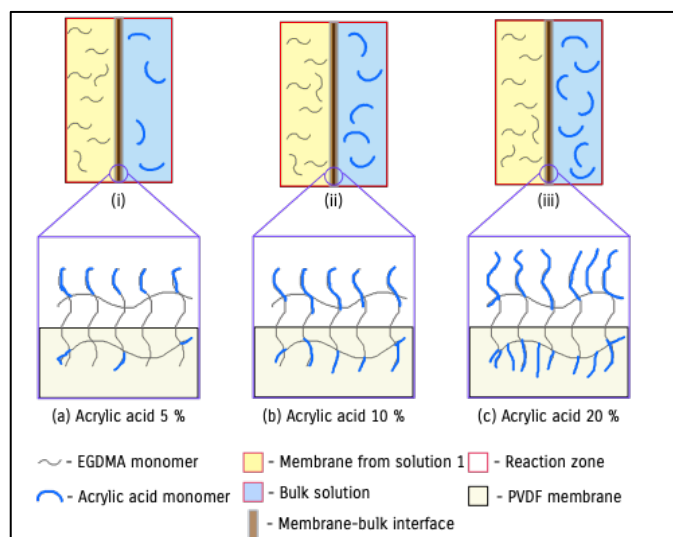 (i)
(ii)
(iii)
(a) Acrylic acid 5 %
(b) Acrylic acid 10 %
(c) Acrylic acid 20 %
- EGDMA monomer
- Membrane from solution 1
- Reaction zone
- Acrylic acid monomer
- Bulk solution
- PVDF membrane
- Membrane-bulk interface